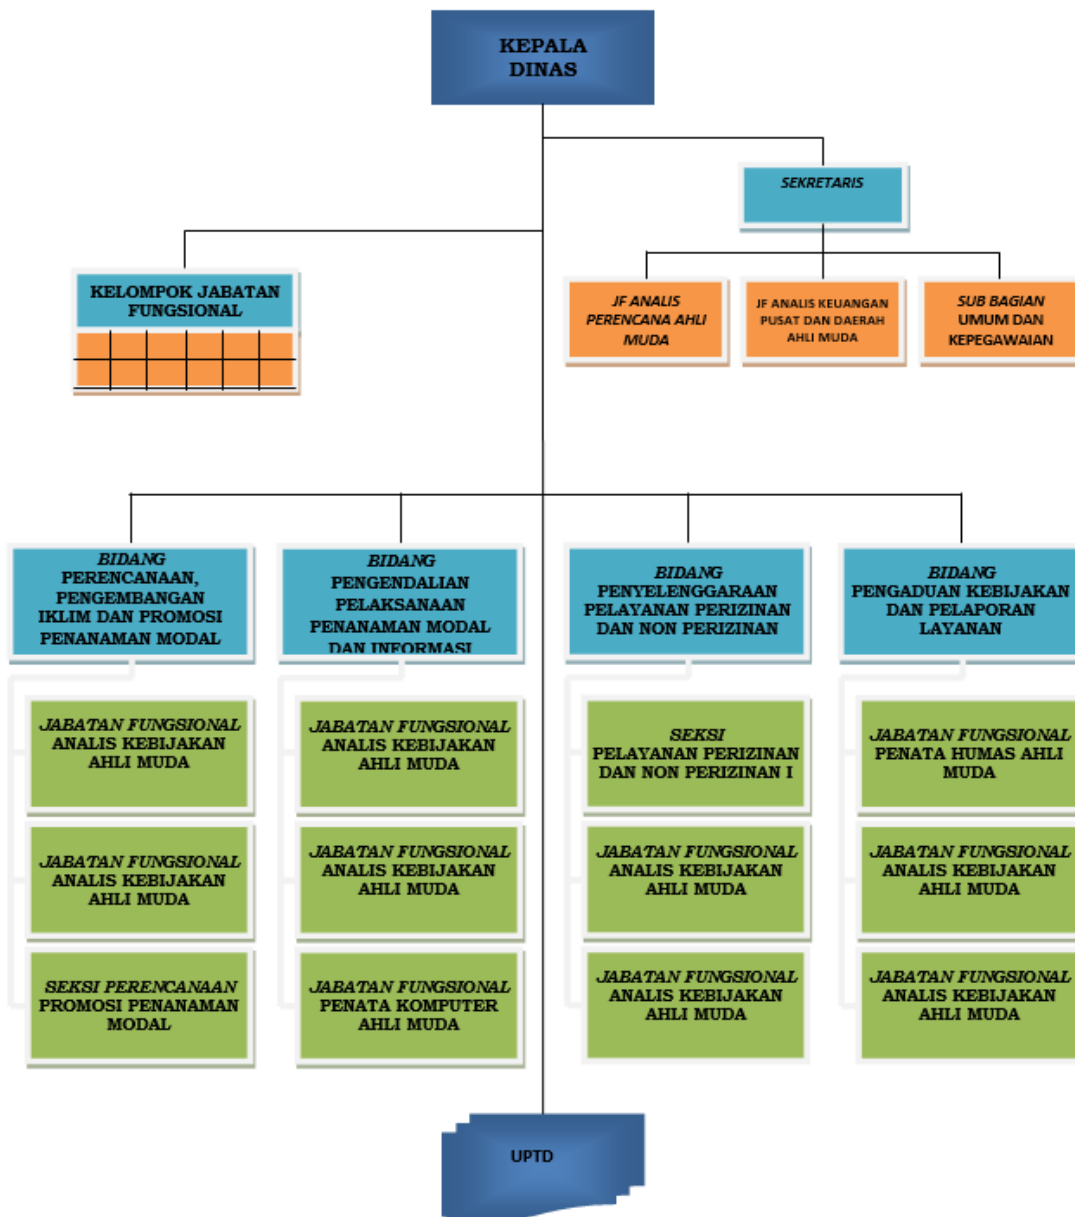 KEPALA
DINAS
SEKRETARIS
KELOMPOK JABATAN
FUNGSIONAL
JF ANALIS
PERENCANA AHLI
MUDA
JF ANALIS KEUANGAN
PUSAT DAN DAERAH
AHLI MUDA
SUB BAGIAN
UMUM DAN
KEPEGAWAIAN
BIDANG
PERENCANAAN,
PENGEMBANGAN
IKLIM DAN PROMOSI
PENANAMAN MODAL
BIDANG
PENGENDALIAN
PELAKSANAAN
PENANAMAN MODAL
DAN INFORMASI
BIDANG
PENYELENGGARAAN
PELAYANAN PERIZINAN
DAN NON PERIZINAN
BIDANG
PENGADUAN KEBIJAKAN
DAN PELAPORAN
LAYANAN
JABATAN FUNGSIONAL
ANALIS KEBIJAKAN
AHLI MUDA
JABATAN FUNGSIONAL
ANALIS KEBIJAKAN
AHLI MUDA
SEKSI
PELAYANAN PERIZINAN
DAN NON PERIZINAN I
JABATAN FUNGSIONAL
PENATA HUMAS AHLI
MUDA
JABATAN FUNGSIONAL
ANALIS KEBIJAKAN
AHLI MUDA
JABATAN FUNGSIONAL
ANALIS KEBIJAKAN
AHLI MUDA
JABATAN FUNGSIONAL
ANALIS KEBIJAKAN
AHLI MUDA
JABATAN FUNGSIONAL
ANALIS KEBIJAKAN
AHLI MUDA
SEKSI PERENCANAAN
PROMOSI PENANAMAN
MODAL
JABATAN FUNGSIONAL
PENATA KOMPUTER
AHLI MUDA
JABATAN FUNGSIONAL
ANALIS KEBIJAKAN
AHLI MUDA
JABATAN FUNGSIONAL
ANALIS KEBIJAKAN
AHLI MUDA
UPTD